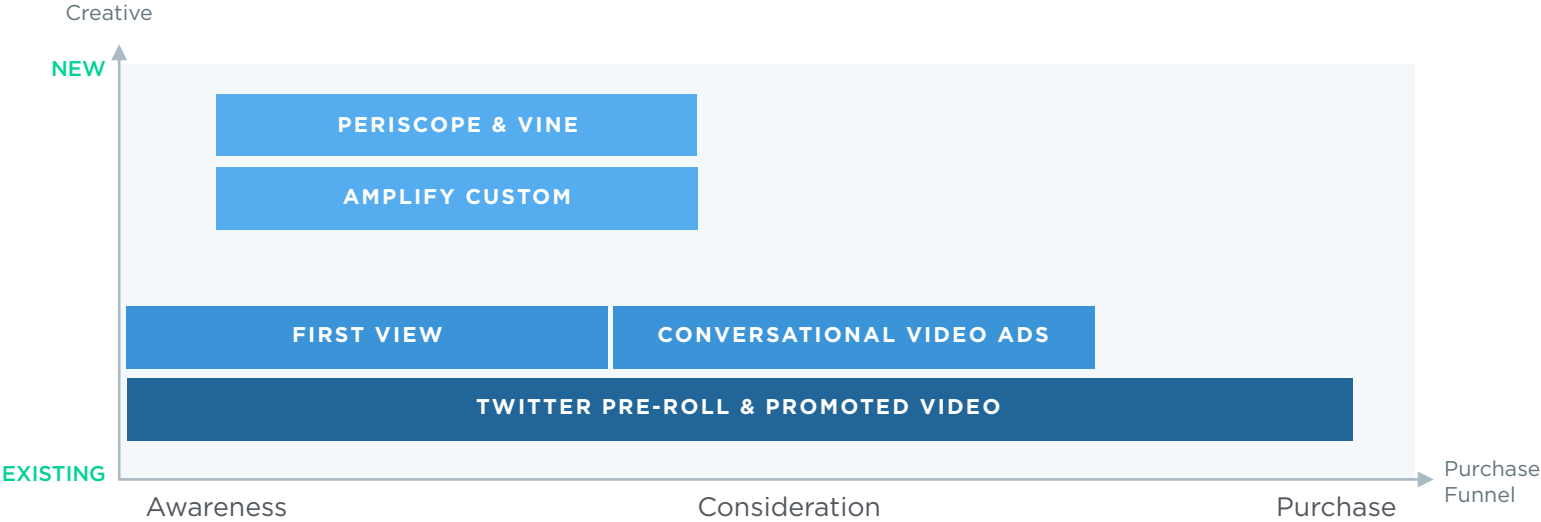 Creative
NEW
PERISCOPE & VINE
AMPLIFY CUSTOM
FIRST VIEW
CONVERSATIONAL VIDEO ADS
TWITTER PRE-ROLL & PROMOTED VIDEO
EXISTING
Purchase
Funnel
Awareness
Consideration
Purchase